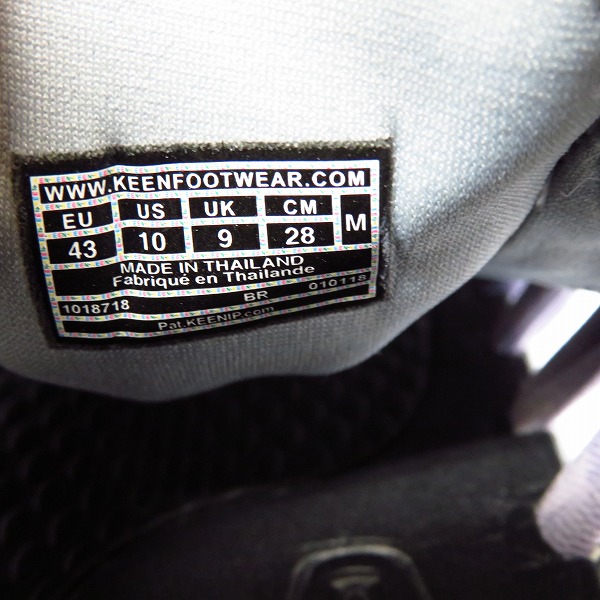 WWW.KEENFOOTWEAR.COM
EU US UK CM M
43 10 9 28
MADE IN THAILAND
Fabriqué en Thaïlande
1018718 BR 010118
Pat.KEENIP.com